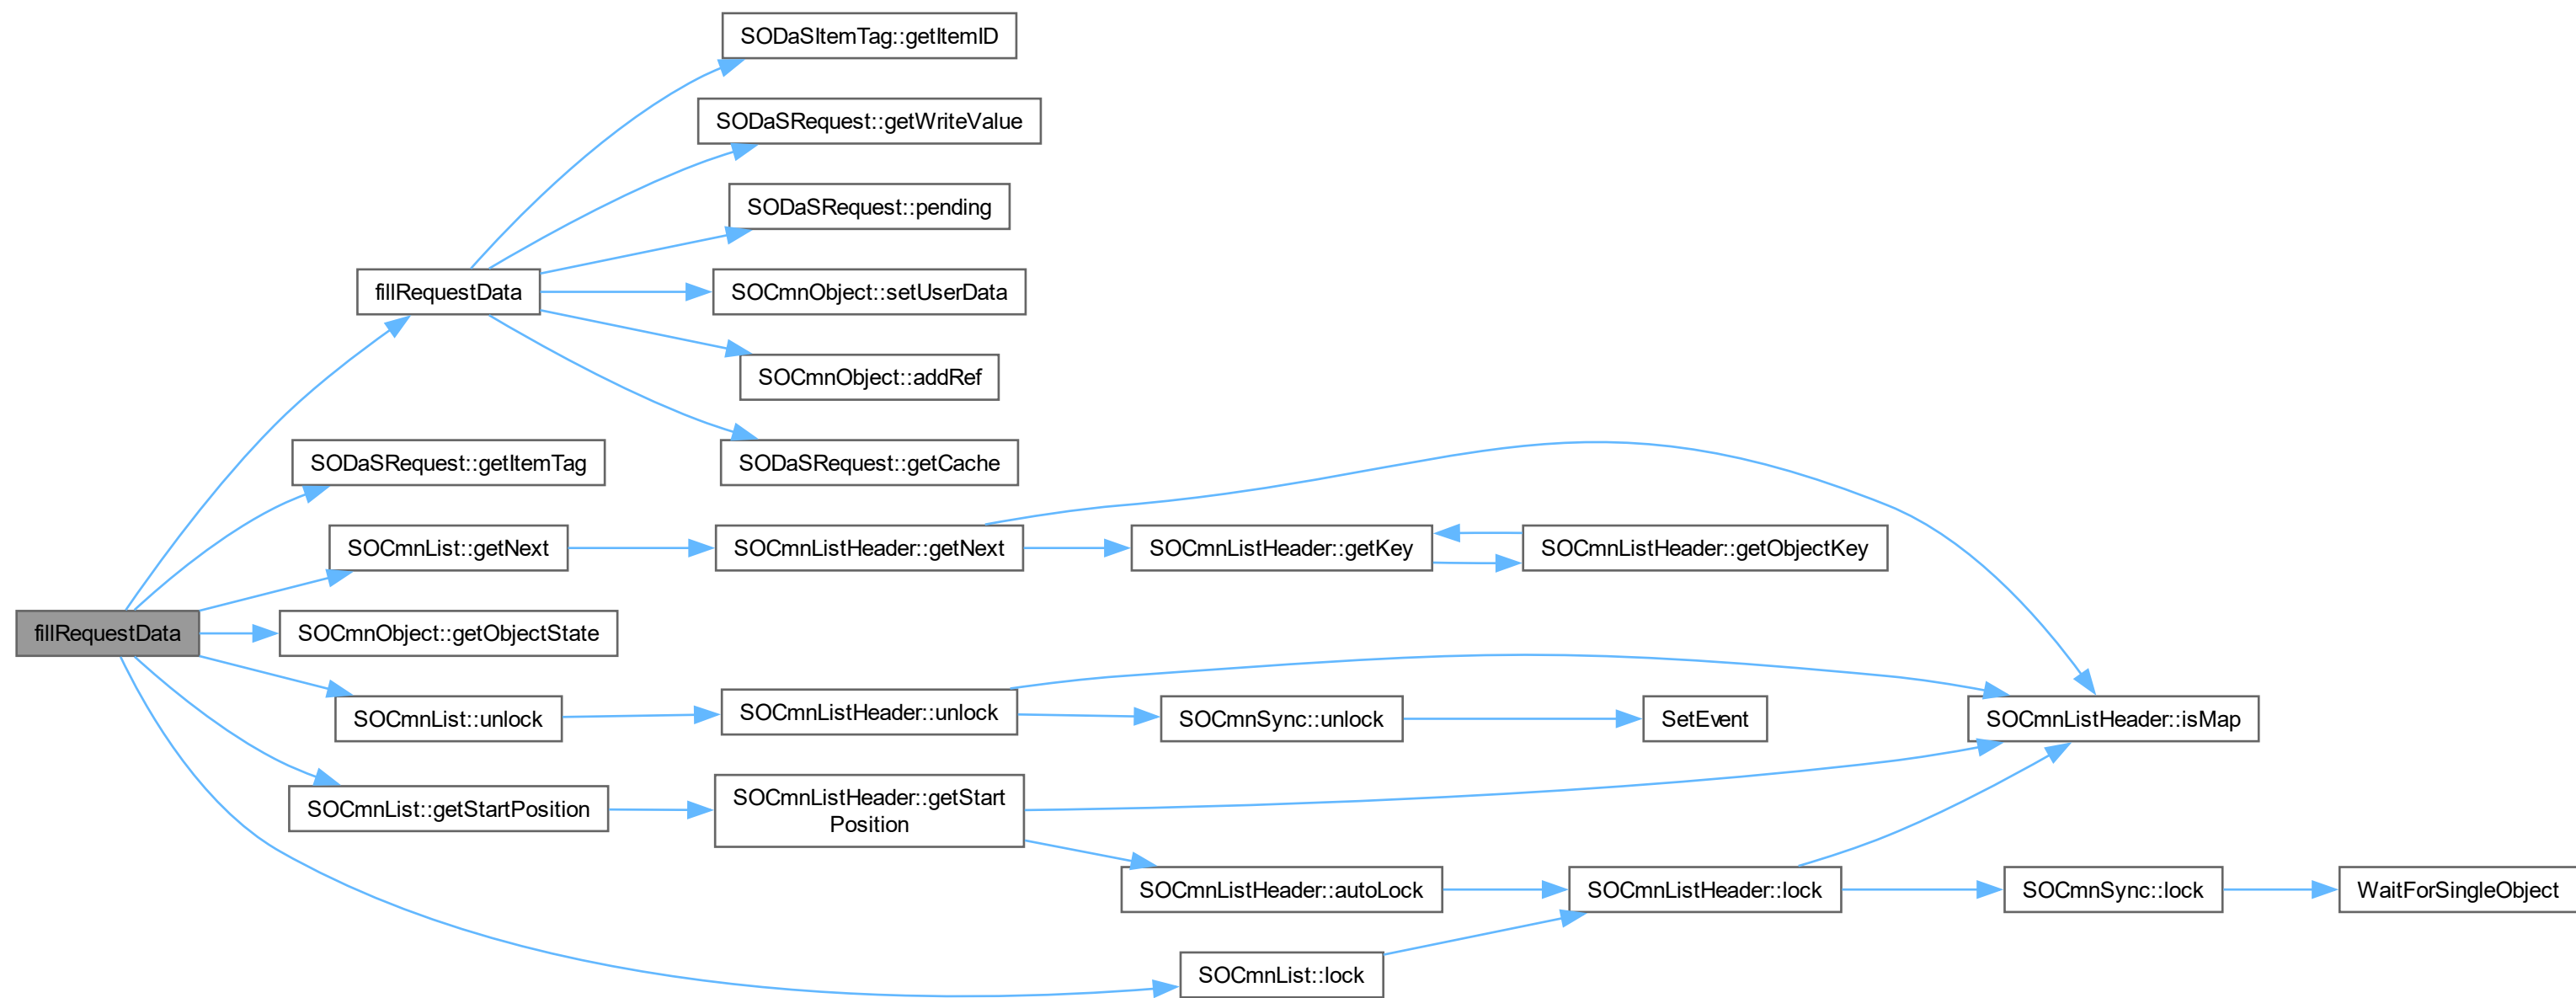 SODaSItemTag::getItemID
SODaSRequest::getWriteValue
SODaSRequest::pending
fillRequestData
SOCmnObject::setUserData
SOCmnObject::addRef
SODaSRequest::getItemTag
SODaSRequest::getCache
SOCmnList::getNext
SOCmnListHeader::getNext
SOCmnListHeader::getKey
SOCmnListHeader::getObjectKey
fillRequestData
SOCmnObject::getObjectState
SOCmnList::unlock
SOCmnListHeader::unlock
SOCmnSync::unlock
SetEvent
SOCmnListHeader::isMap
SOCmnList::getStartPosition
SOCmnListHeader::getStart
Position
SOCmnListHeader::autoLock
SOCmnListHeader::lock
SOCmnSync::lock
WaitForSingleObject
SOCmnList::lock